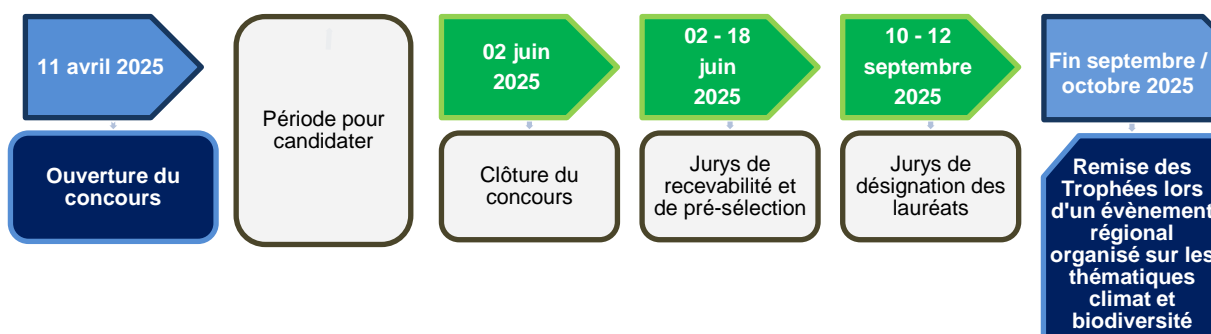 11 avril 2025
Ouverture du
concours
Période pour
candidater
02 juin
2025
Clôture du
concours
02 - 18
juin
2025
Jurys de
recevabilité et
de pré-sélection
10 - 12
septembre
2025
Jurys de
désignation des
lauréats
Fin septembre /
octobre 2025
Remise des
Trophées lors
d'un évènement
régional
organisé sur les
thématiques
climat et
biodiversité